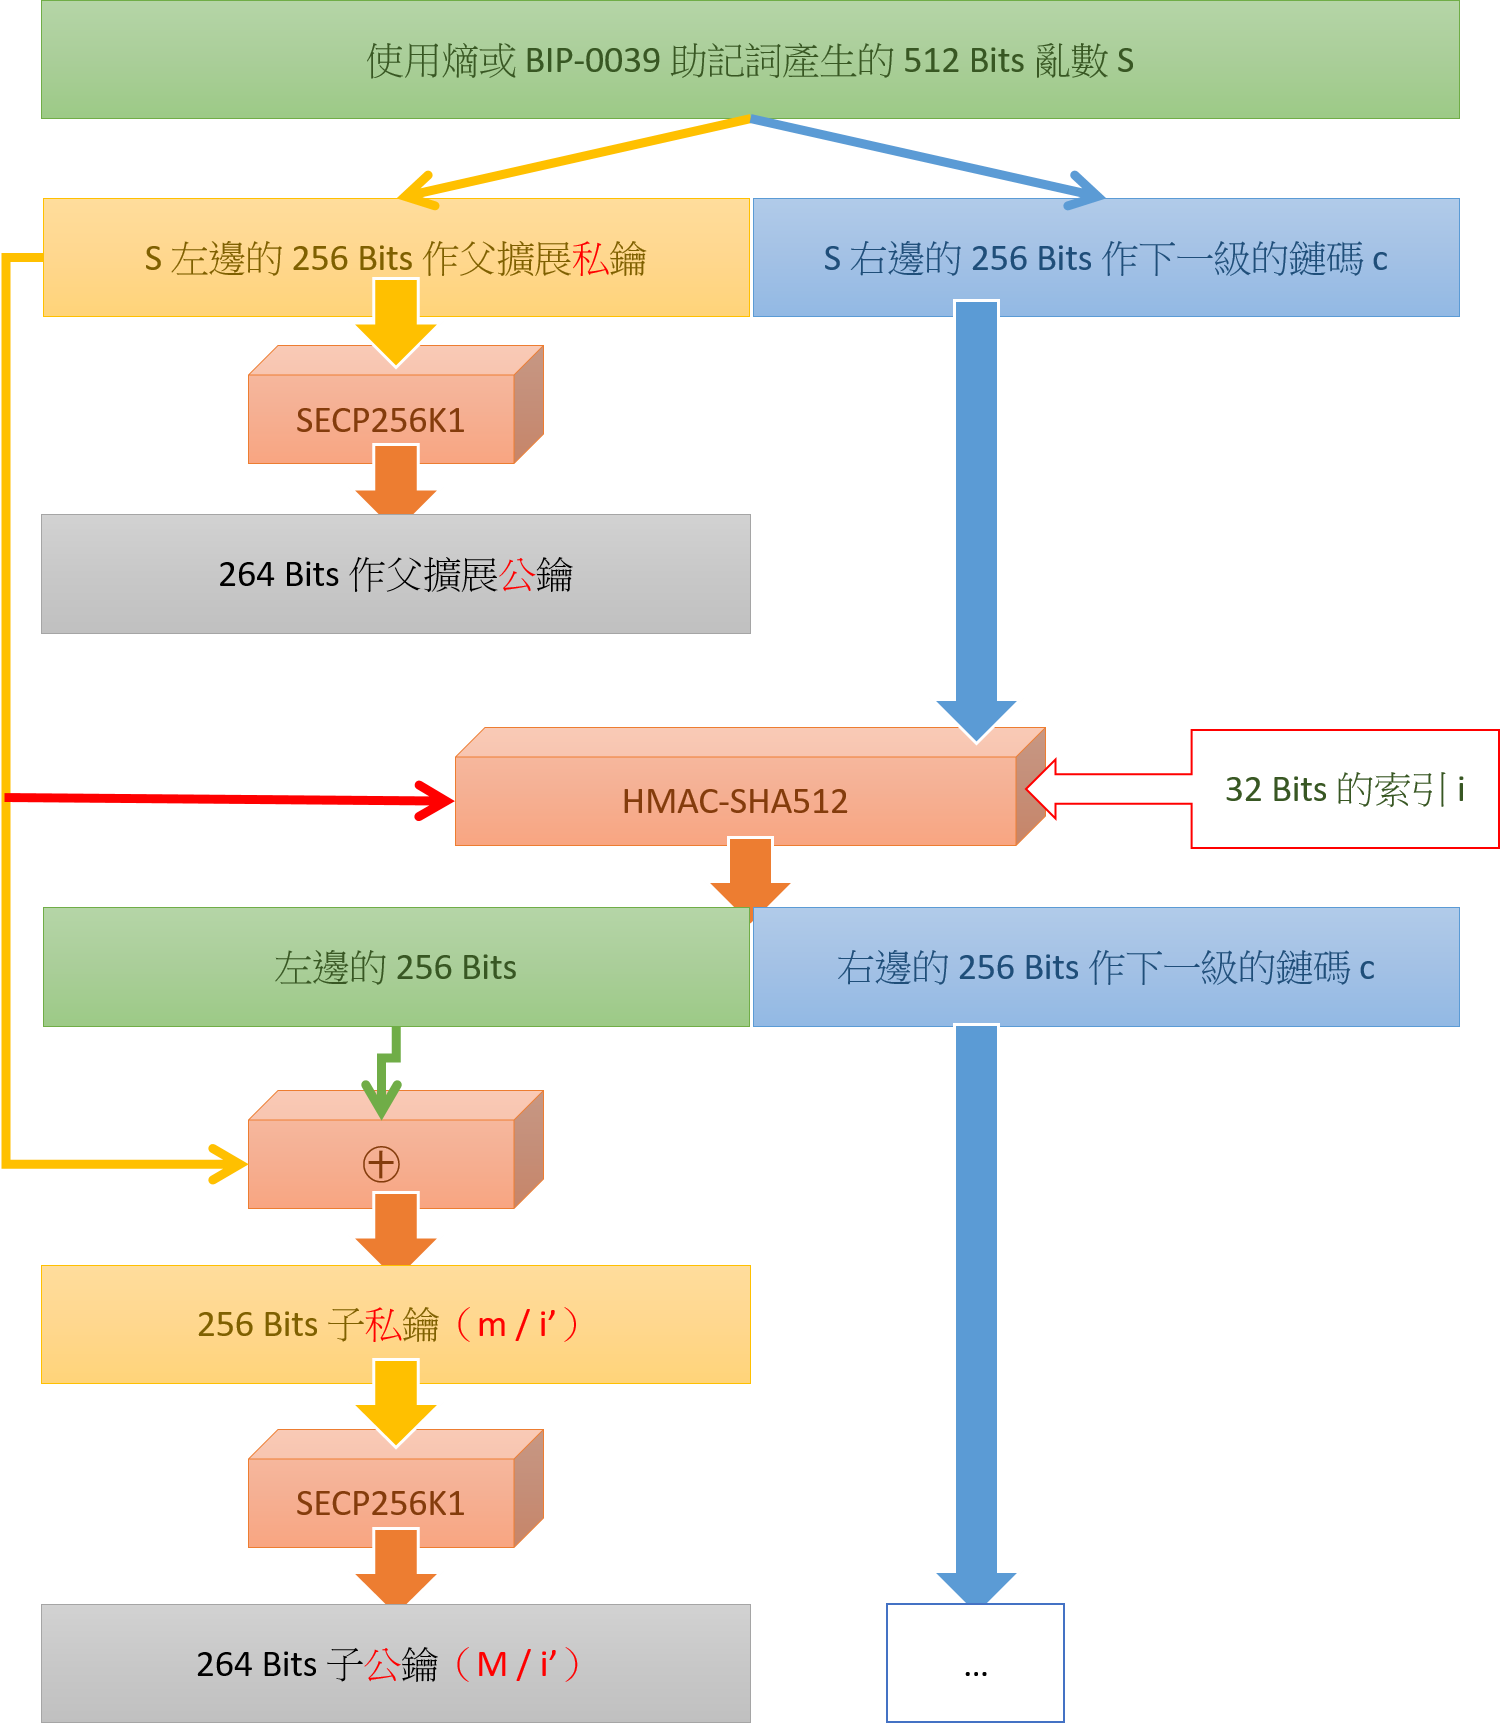 使用熵或 BIP-0039 助記詞產生的 512 Bits 亂數 S
S 左邊的 256 Bits 作父擴展私鑰
S 右邊的 256 Bits 作下一級的鏈碼 c
SECP256K1
264 Bits 作父擴展公鑰
HMAC-SHA512
32 Bits 的索引 i
左邊的 256 Bits
右邊的 256 Bits 作下一級的鏈碼 c
⊕
256 Bits 子私鑰（m / i’）
SECP256K1
264 Bits 子公鑰（M / i’）
...